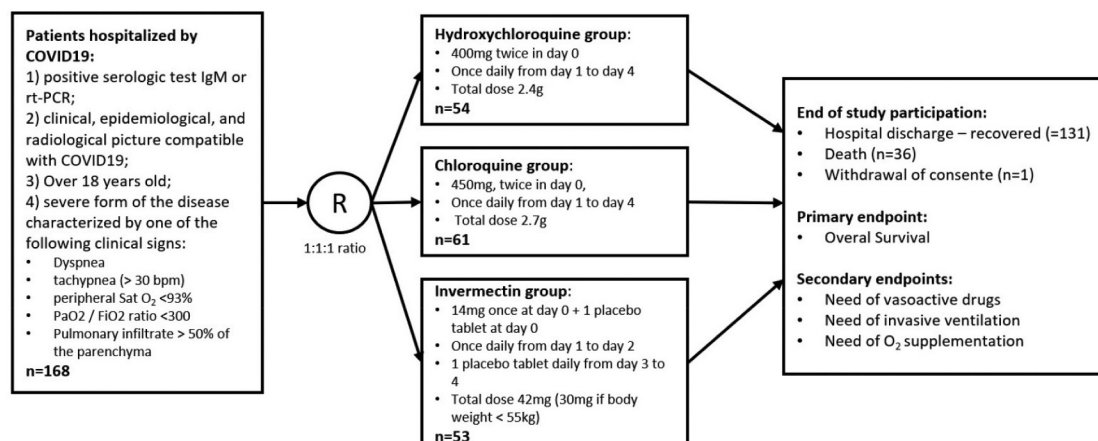 Patients hospitalized by
COVID19:
1) positive serologic test IgM or
rt-PCR;
2) clinical, epidemiological, and
radiological picture compatible
with COVID19;
3) Over 18 years old;
4) severe form of the disease
characterized by one of the
following clinical signs:
• Dyspnea
• tachypnea (> 30 bpm)
• peripheral Sat O₂ <93%
• PaO2 / FiO2 ratio <300
• Pulmonary infiltrate > 50% of
the parenchyma
n=168
R
1:1:1 ratio
Hydroxychloroquine group:
• 400mg twice in day 0
• Once daily from day 1 to day 4
• Total dose 2.4g
n=54
Chloroquine group:
• 450mg, twice in day 0,
• Once daily from day 1 to day 4
• Total dose 2.7g
n=61
Invermectin group:
• 14mg once at day 0 + 1 placebo
tablet at day 0
• Once daily from day 1 to day 2
• 1 placebo tablet daily from day 3 to
4
• Total dose 42mg (30mg if body
weight < 55kg)
n=53
End of study participation:
• Hospital discharge – recovered (=131)
• Death (n=36)
• Withdrawal of consente (n=1)
Primary endpoint:
• Overal Survival
Secondary endpoints:
• Need of vasoactive drugs
• Need of invasive ventilation
• Need of O₂ supplementation